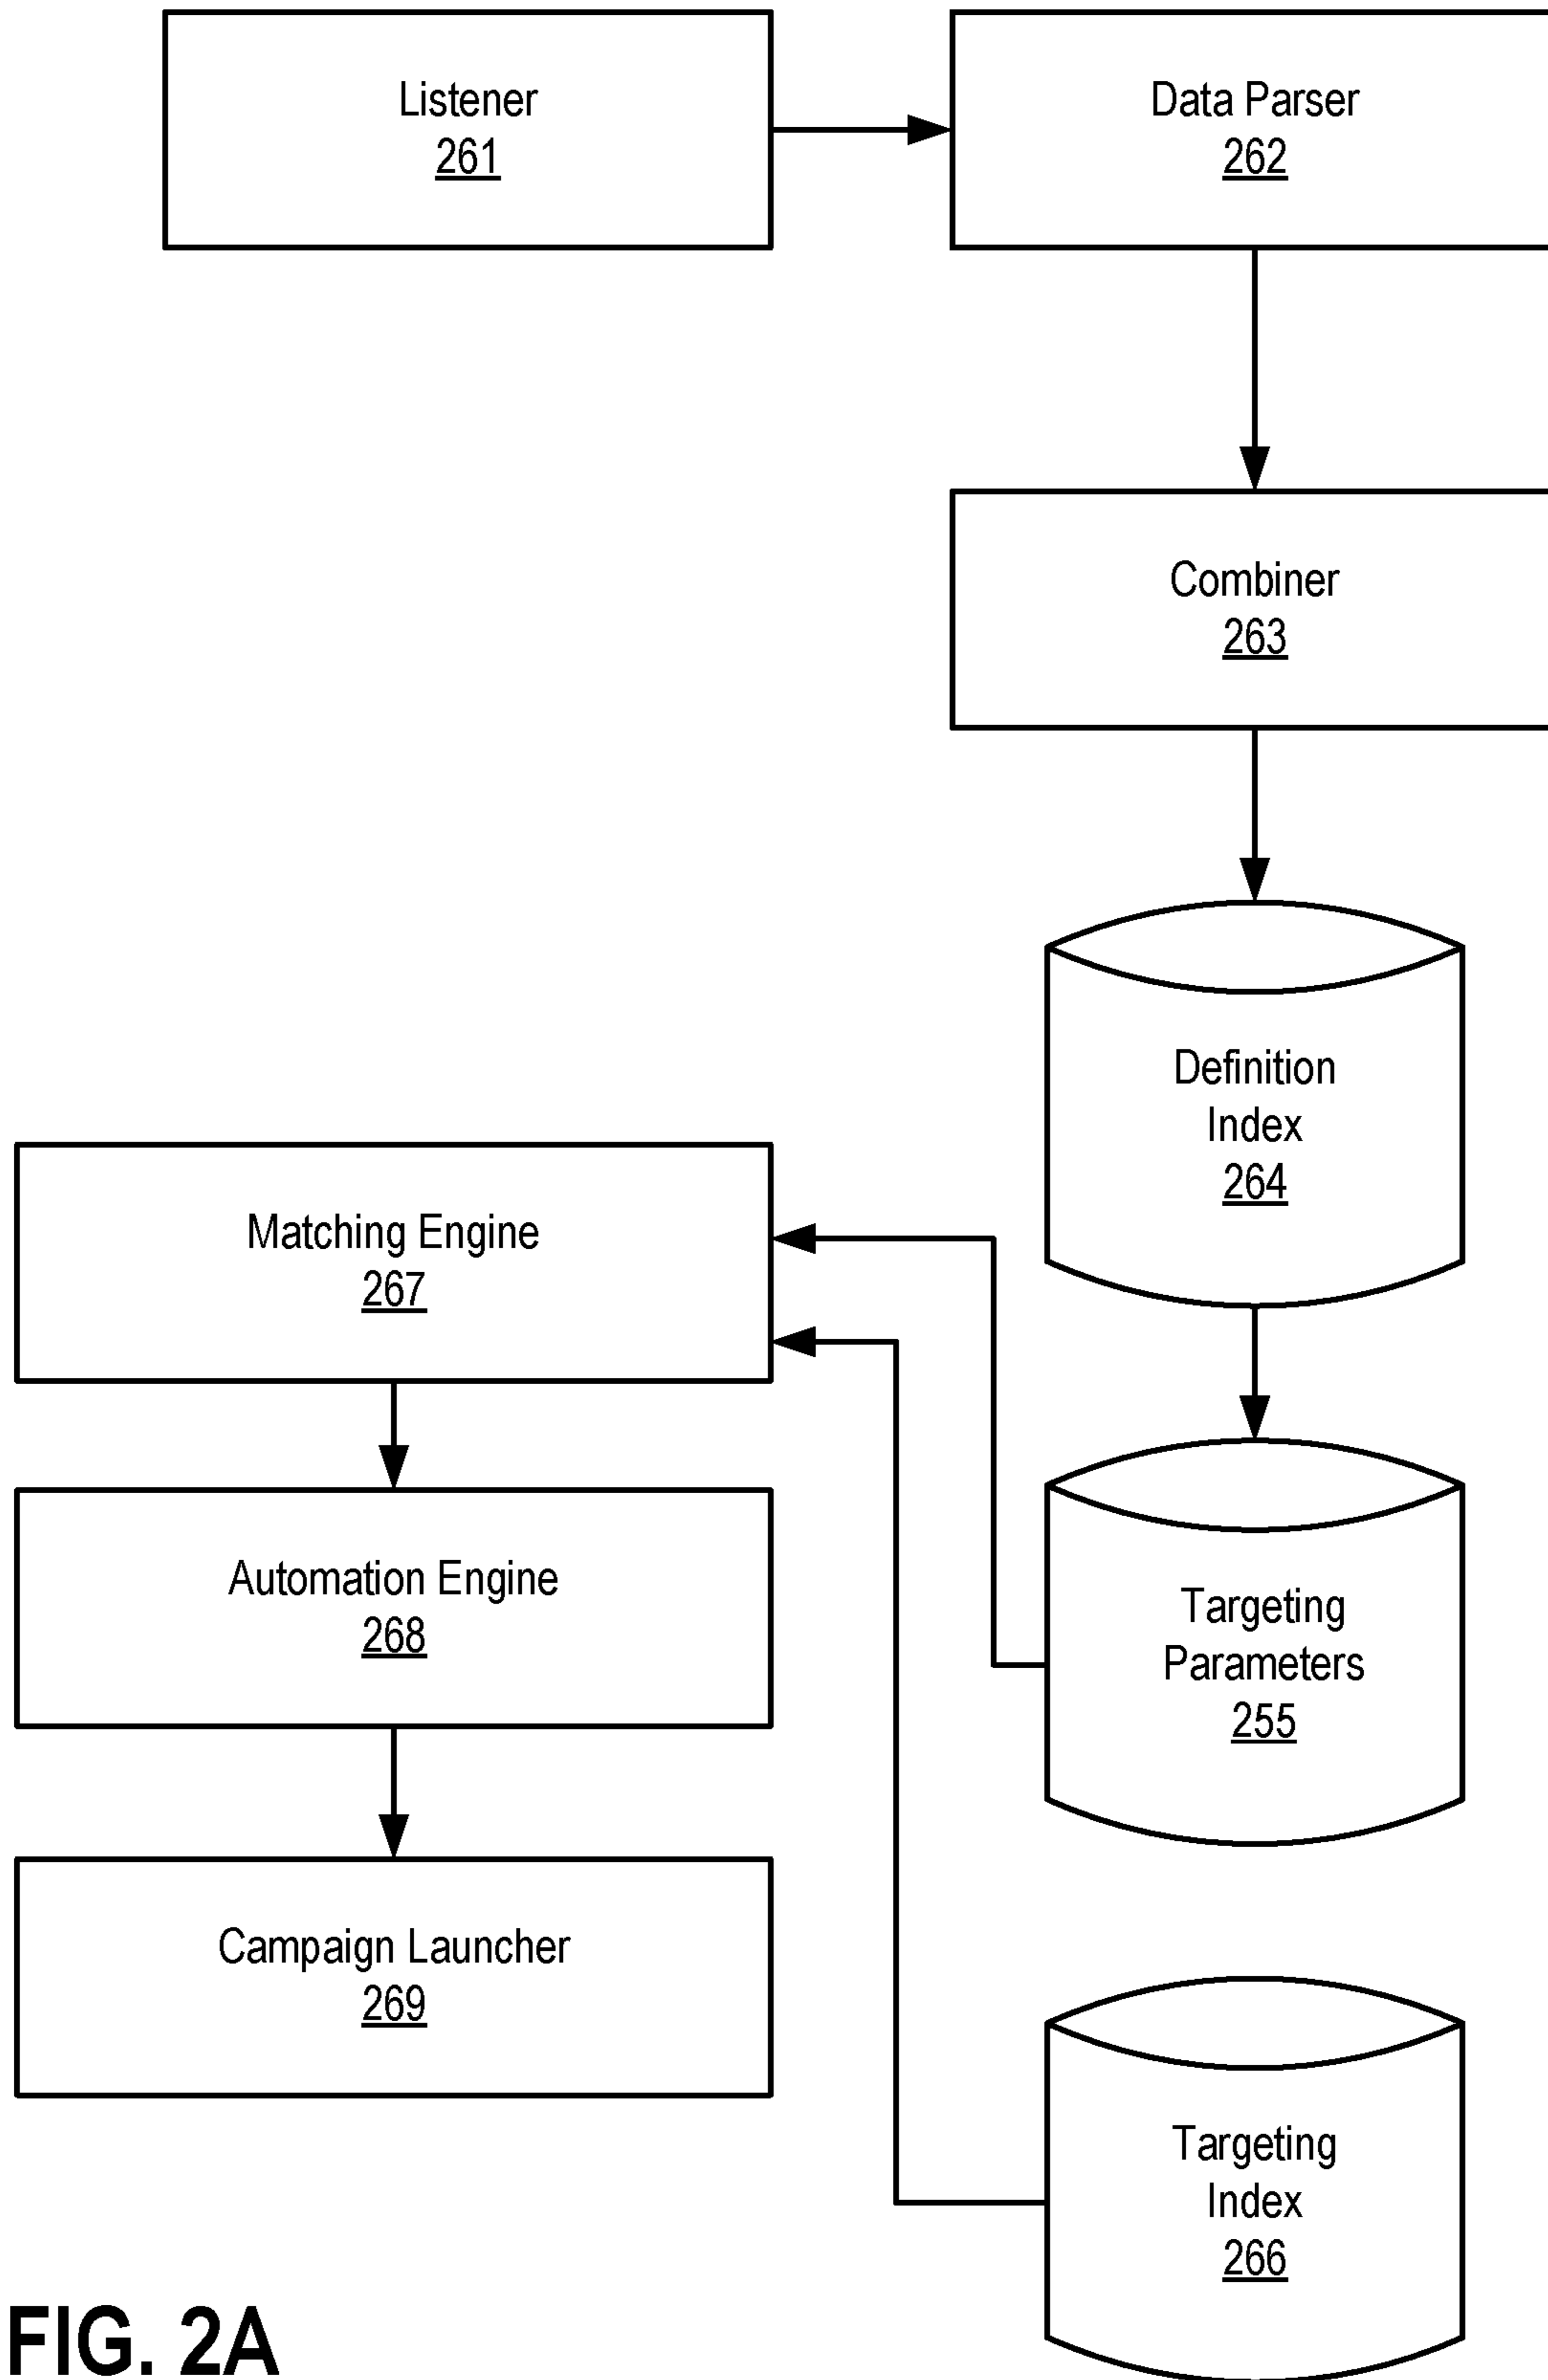 Listener
261
Data Parser
262
Combiner
263
Definition
Index
264
Matching Engine
267
Automation Engine
268
Targeting
Parameters
255
Campaign Launcher
269
Targeting
Index
266
FIG. 2A